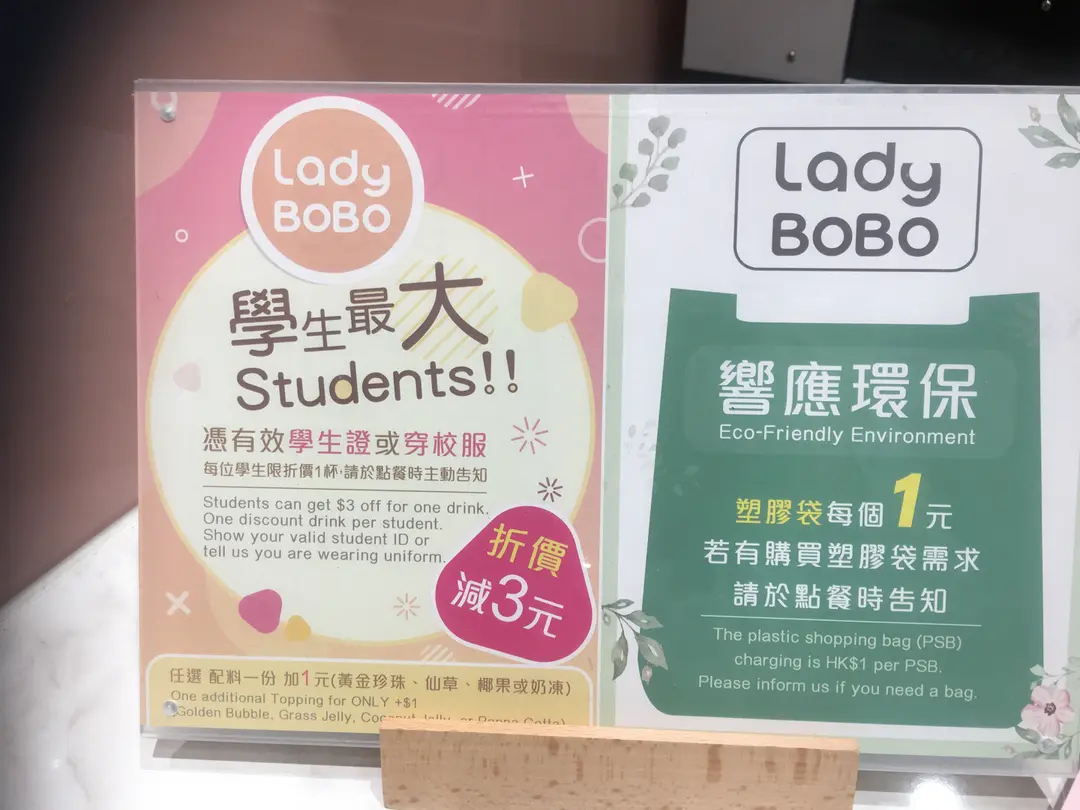 Lady
BOBO
學生最大
Students!!
憑有效學生證或穿校服
每位學生限折價1杯，請於點餐時主動告知
Students can get $3 off for one drink.
One discount drink per student.
Show your valid student ID or
tell us you are wearing uniform.
折價
減3元
任選 配料一份 加1元(黃金珍珠、仙草、椰果或奶凍)
One additional Topping for ONLY +$1
(Golden Bubble, Grass Jelly, Coconut Jelly, or Panna Cotta)
Lady
BOBO
響應環保
Eco-Friendly Environment
塑膠袋每個1元
若有購買塑膠袋需求
請於點餐時告知
The plastic shopping bag (PSB)
charging is HK$1 per PSB.
Please inform us if you need a bag.